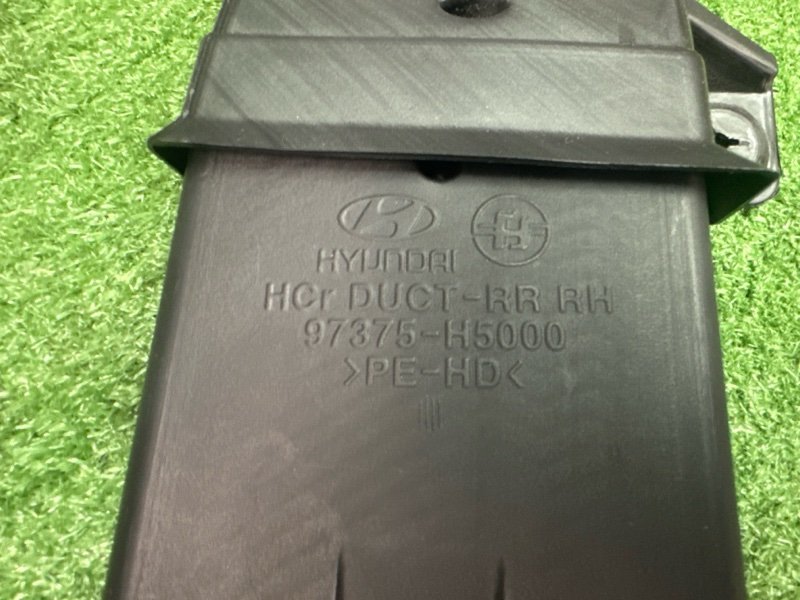 HYUNDAI
HCr DUCT-RR RH
97375-H5000
>PE-HD<